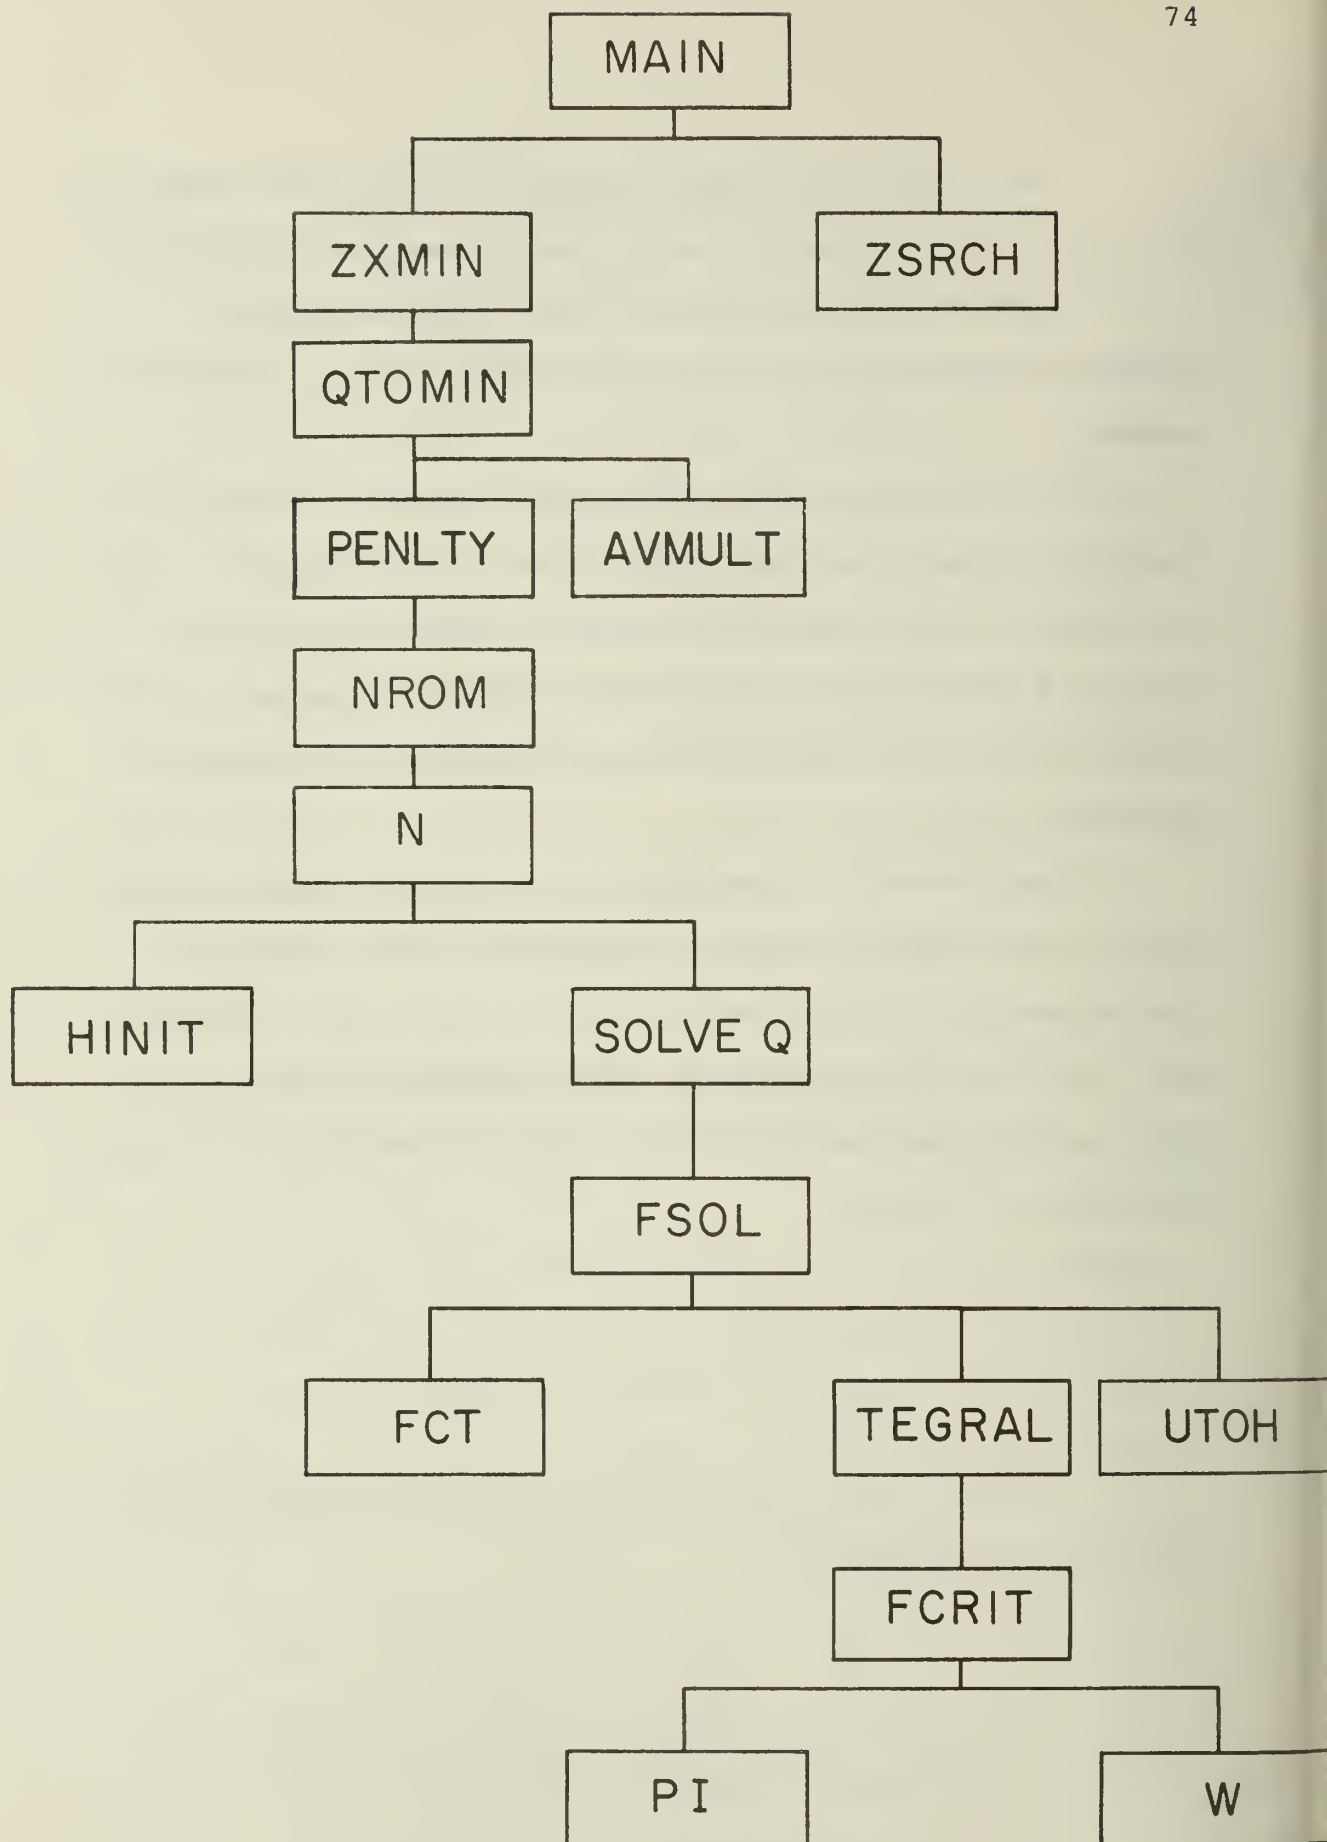 74
MAIN
ZXMIN
ZSRCH
QTOMIN
PENLTY
AVMULT
NROM
N
HINIT
SOLVE Q
FSOL
FCT
TEGRAL
UTOH
FCRIT
PI
W